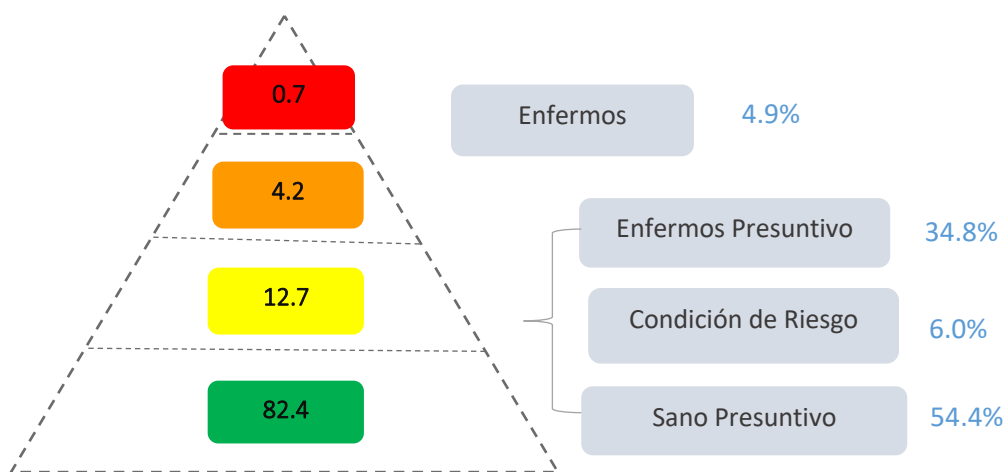 0.7
Enfermos
4.9%
4.2
Enfermos Presuntivo
34.8%
12.7
Condición de Riesgo
6.0%
82.4
Sano Presuntivo
54.4%